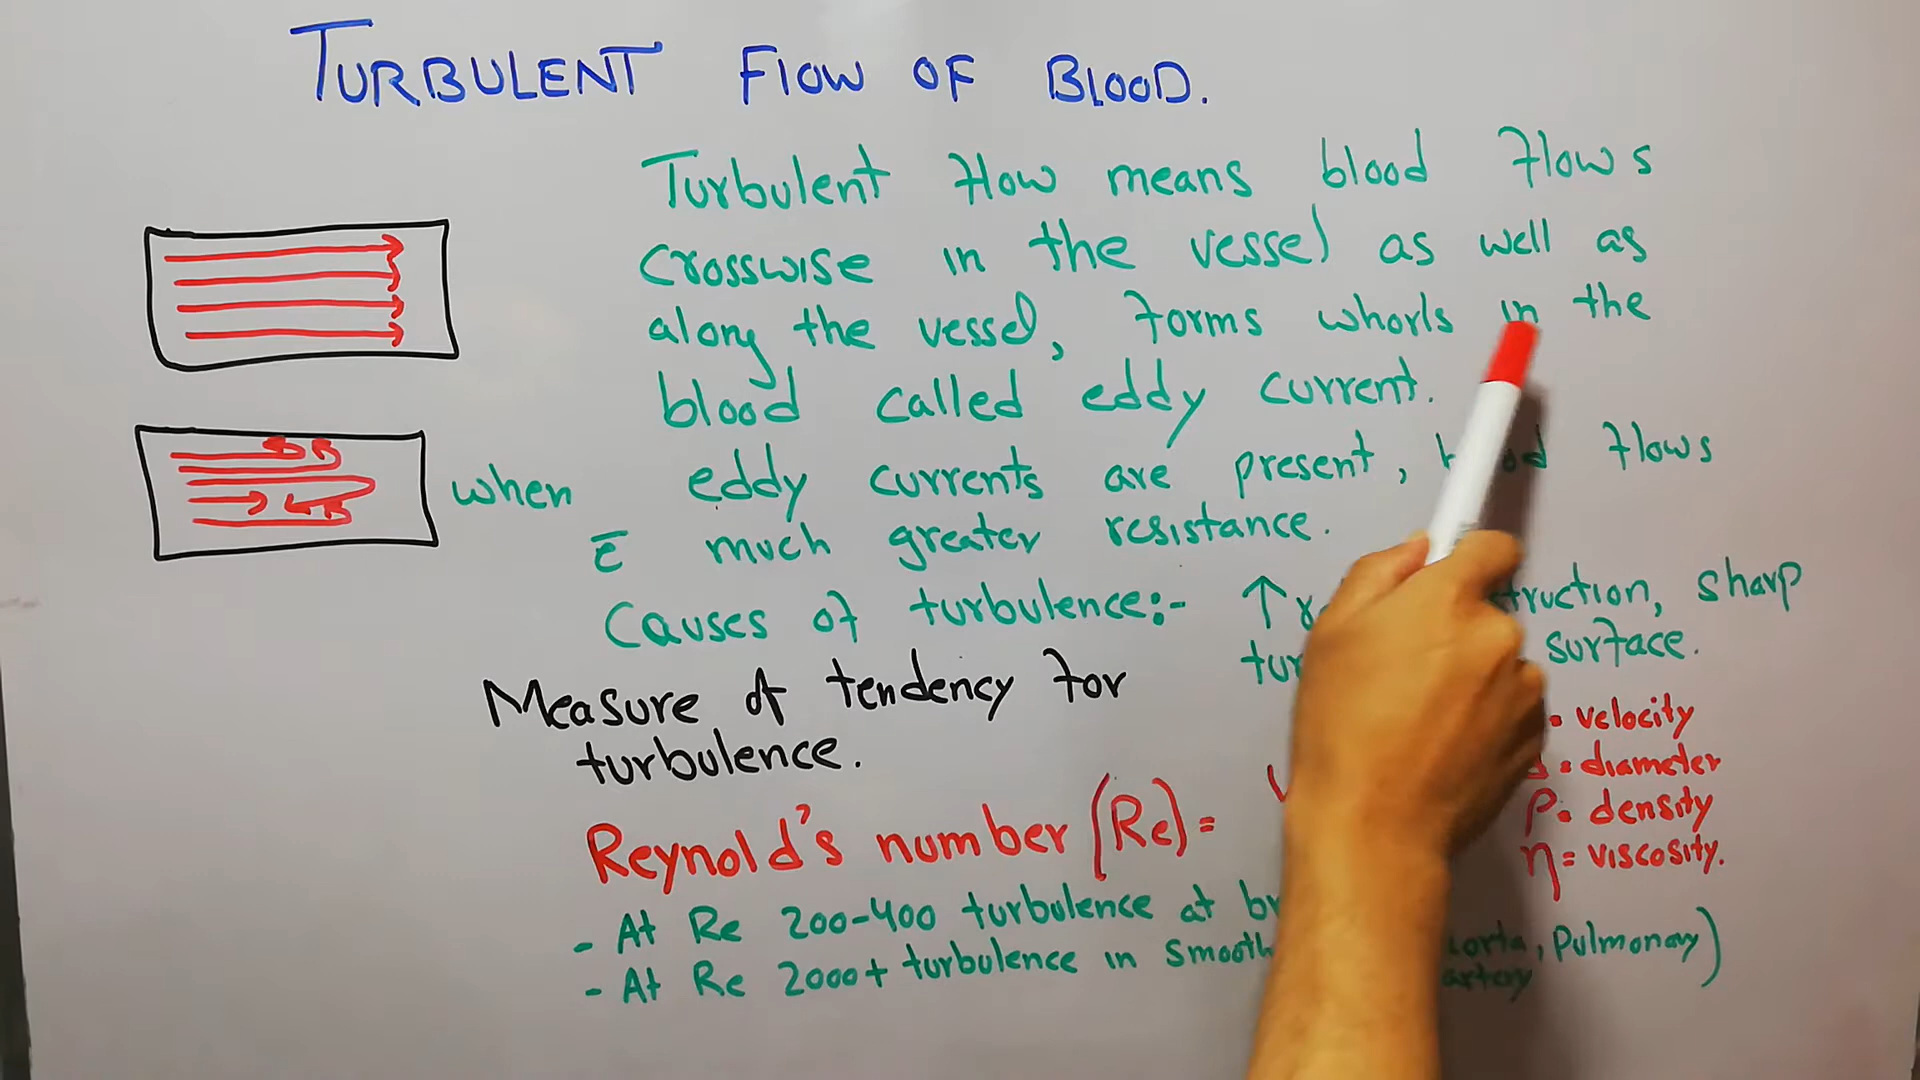 TURBULENT FLOW OF BLOOD.
Turbulent flow means blood flows
crosswise in the vessel as well as
along the vessel, forms whorls in the
blood called eddy current.
when eddy currents are present, flows
c̄ much greater resistance.
Causes of turbulence:- ↑ sharp
surface.
Measure of tendency for
turbulence.
velocity
= diameter
Reynold's number (Re) =
ρ = density
η = viscosity.
- At Re 200-400 turbulence at
- At Re 2000+ turbulence in smooth , Pulmonary)
artery